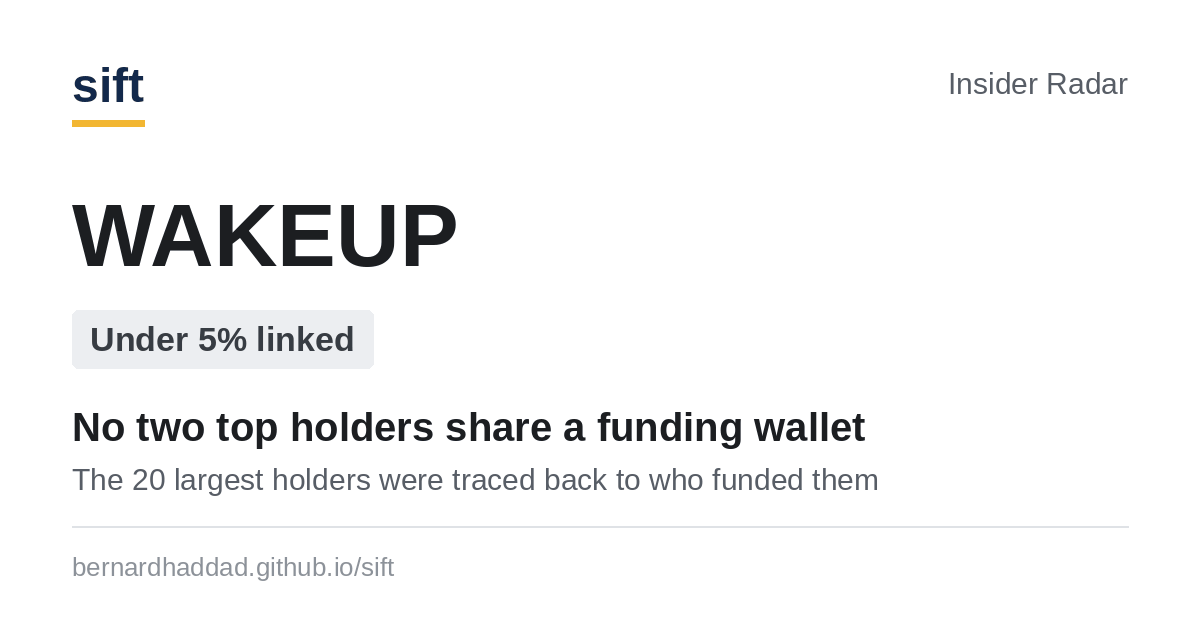 sift
Insider Radar
WAKEUP
Under 5% linked
No two top holders share a funding wallet
The 20 largest holders were traced back to who funded them
bernardhaddad.github.io/sift